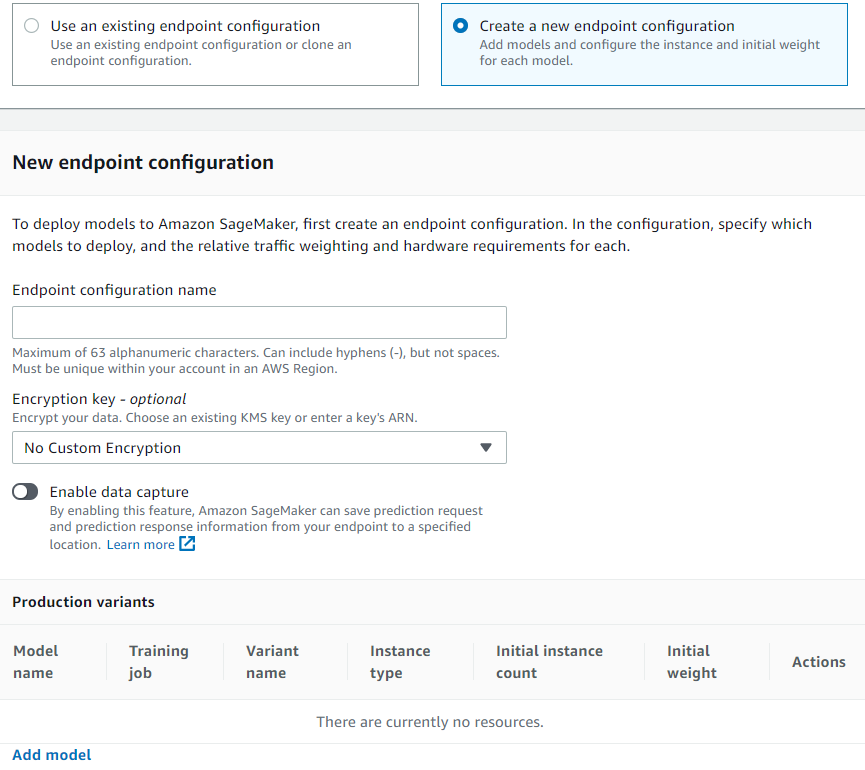 Use an existing endpoint configuration
Use an existing endpoint configuration or clone an
endpoint configuration.
Create a new endpoint configuration
Add models and configure the instance and initial weight
for each model.
New endpoint configuration
To deploy models to Amazon SageMaker, first create an endpoint configuration. In the configuration, specify which
models to deploy, and the relative traffic weighting and hardware requirements for each.
Endpoint configuration name
Maximum of 63 alphanumeric characters. Can include hyphens (-), but not spaces.
Must be unique within your account in an AWS Region.
Encryption key - optional
Encrypt your data. Choose an existing KMS key or enter a key's ARN.
No Custom Encryption
Enable data capture
By enabling this feature, Amazon SageMaker can save prediction request
and prediction response information from your endpoint to a specified
location. Learn more
Production variants
Model name
Training job
Variant name
Instance type
Initial instance count
Initial weight
Actions
There are currently no resources.
Add model